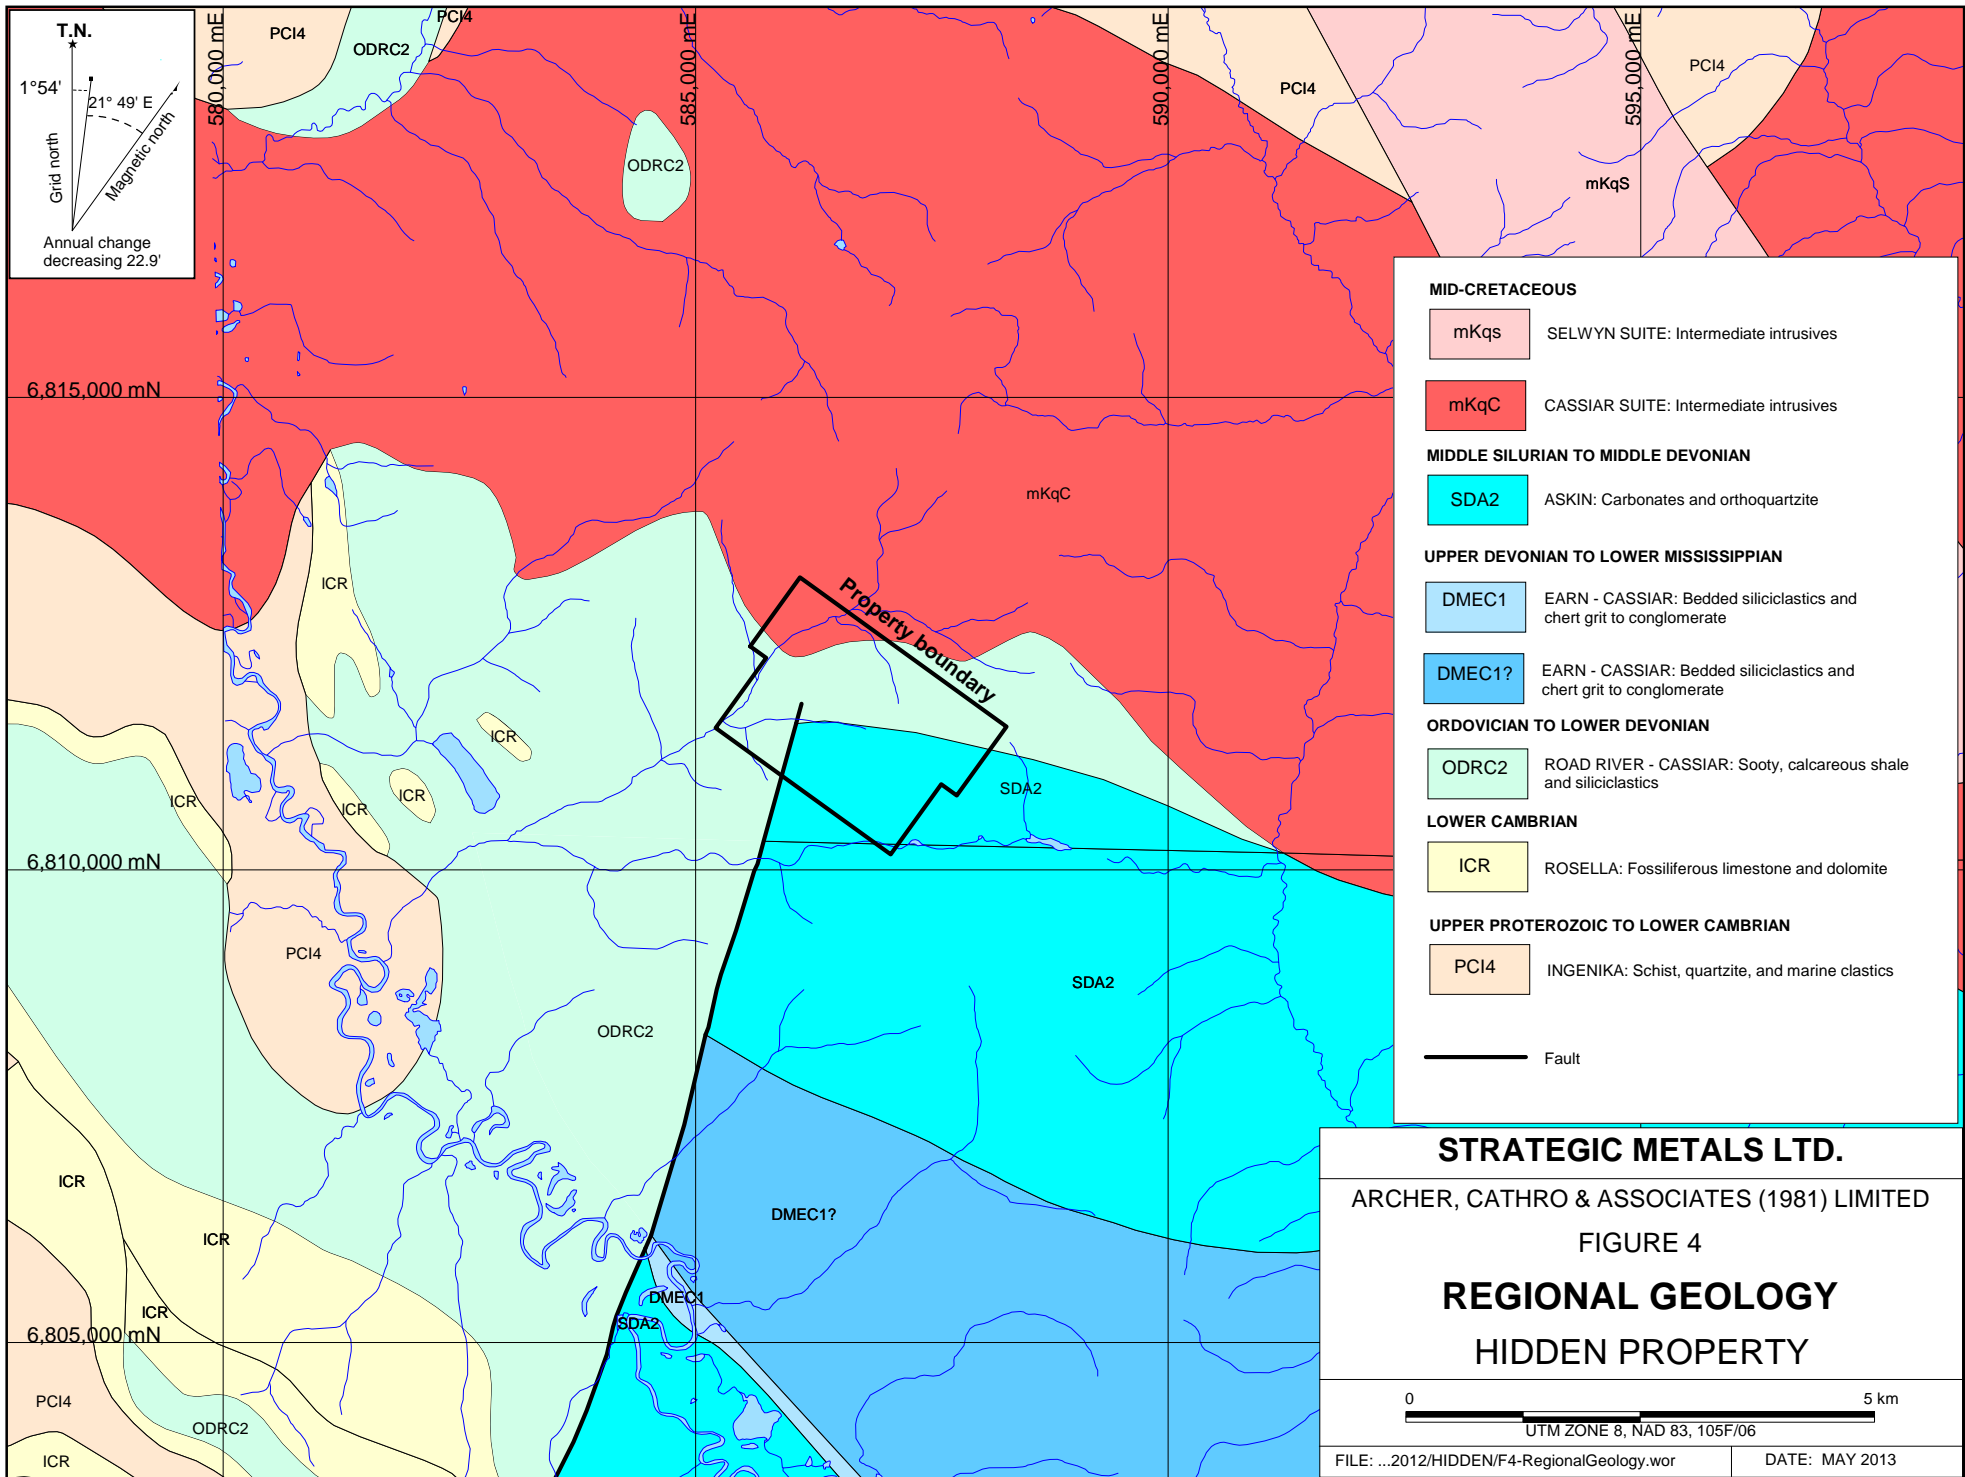 T.N.
1°54'
21° 49' E
Grid north
Magnetic north
Annual change
decreasing 22.9'
580,000 mE
585,000 mE
590,000 mE
595,000 mE
PCI4
ODRC2
PCI4
PCI4
PCI4
ODRC2
mKqS
6,815,000 mN
mKqC
ICR
Property boundary
ICR
ICR
ICR
ICR
SDA2
6,810,000 mN
PCI4
SDA2
ODRC2
ICR
ICR
DMEC1?
ICR
DMEC1
SDA2
6,805,000 mN
PCI4
ODRC2
ICR
MID-CRETACEOUS
mKqs
SELWYN SUITE: Intermediate intrusives
mKqC
CASSIAR SUITE: Intermediate intrusives
MIDDLE SILURIAN TO MIDDLE DEVONIAN
SDA2
ASKIN: Carbonates and orthoquartzite
UPPER DEVONIAN TO LOWER MISSISSIPPIAN
DMEC1
EARN - CASSIAR: Bedded siliciclastics and
chert grit to conglomerate
DMEC1?
EARN - CASSIAR: Bedded siliciclastics and
chert grit to conglomerate
ORDOVICIAN TO LOWER DEVONIAN
ODRC2
ROAD RIVER - CASSIAR: Sooty, calcareous shale
and siliciclastics
LOWER CAMBRIAN
ICR
ROSELLA: Fossiliferous limestone and dolomite
UPPER PROTEROZOIC TO LOWER CAMBRIAN
PCI4
INGENIKA: Schist, quartzite, and marine clastics
Fault
STRATEGIC METALS LTD.
ARCHER, CATHRO & ASSOCIATES (1981) LIMITED
FIGURE 4
REGIONAL GEOLOGY
HIDDEN PROPERTY
0
5 km
UTM ZONE 8, NAD 83, 105F/06
FILE: ...2012/HIDDEN/F4-RegionalGeology.wor
DATE: MAY 2013